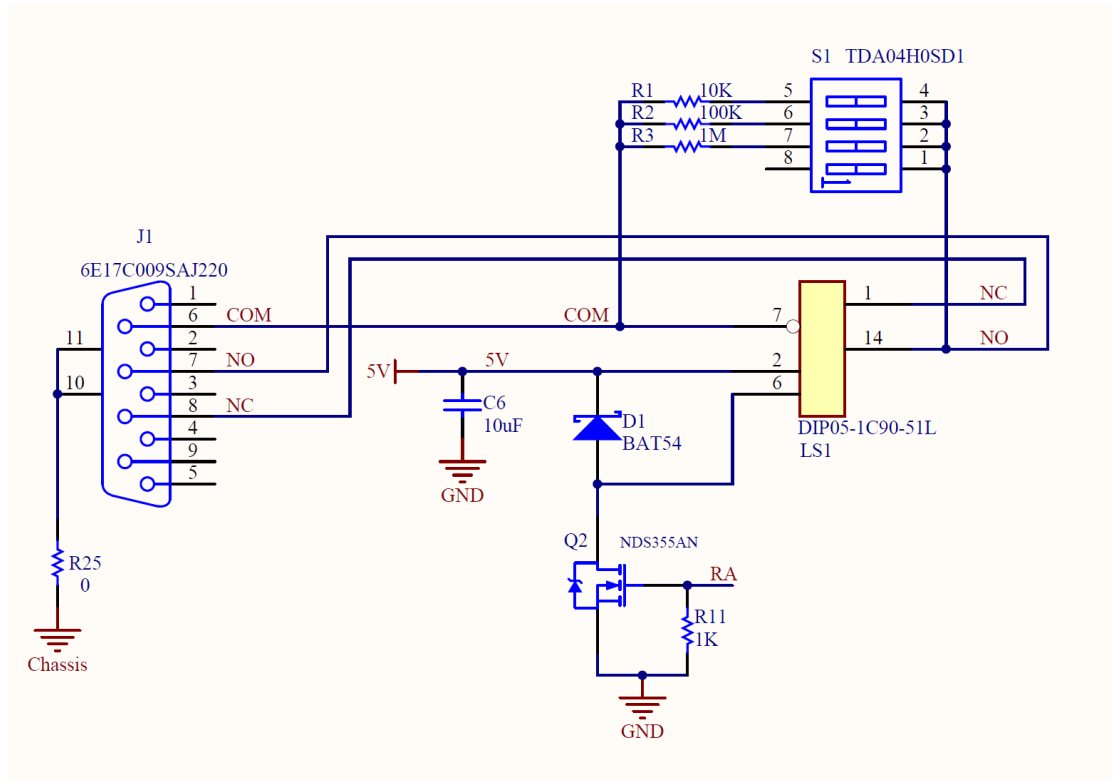 S1 TDA04H0SD1
R1 10K 5 4
R2 100K 6 3
R3 1M 7 2
8 1
J1
6E17C009SAJ220
1
6 COM COM 7 1 NC
11 2
7 NO 14 NO
5V 5V 2
10 3
6
8 NC
C6
10uF
4
9
5
GND
D1
BAT54
DIP05-1C90-51L
LS1
Q2 NDS355AN
R25
0
RA
R11
1K
Chassis
GND